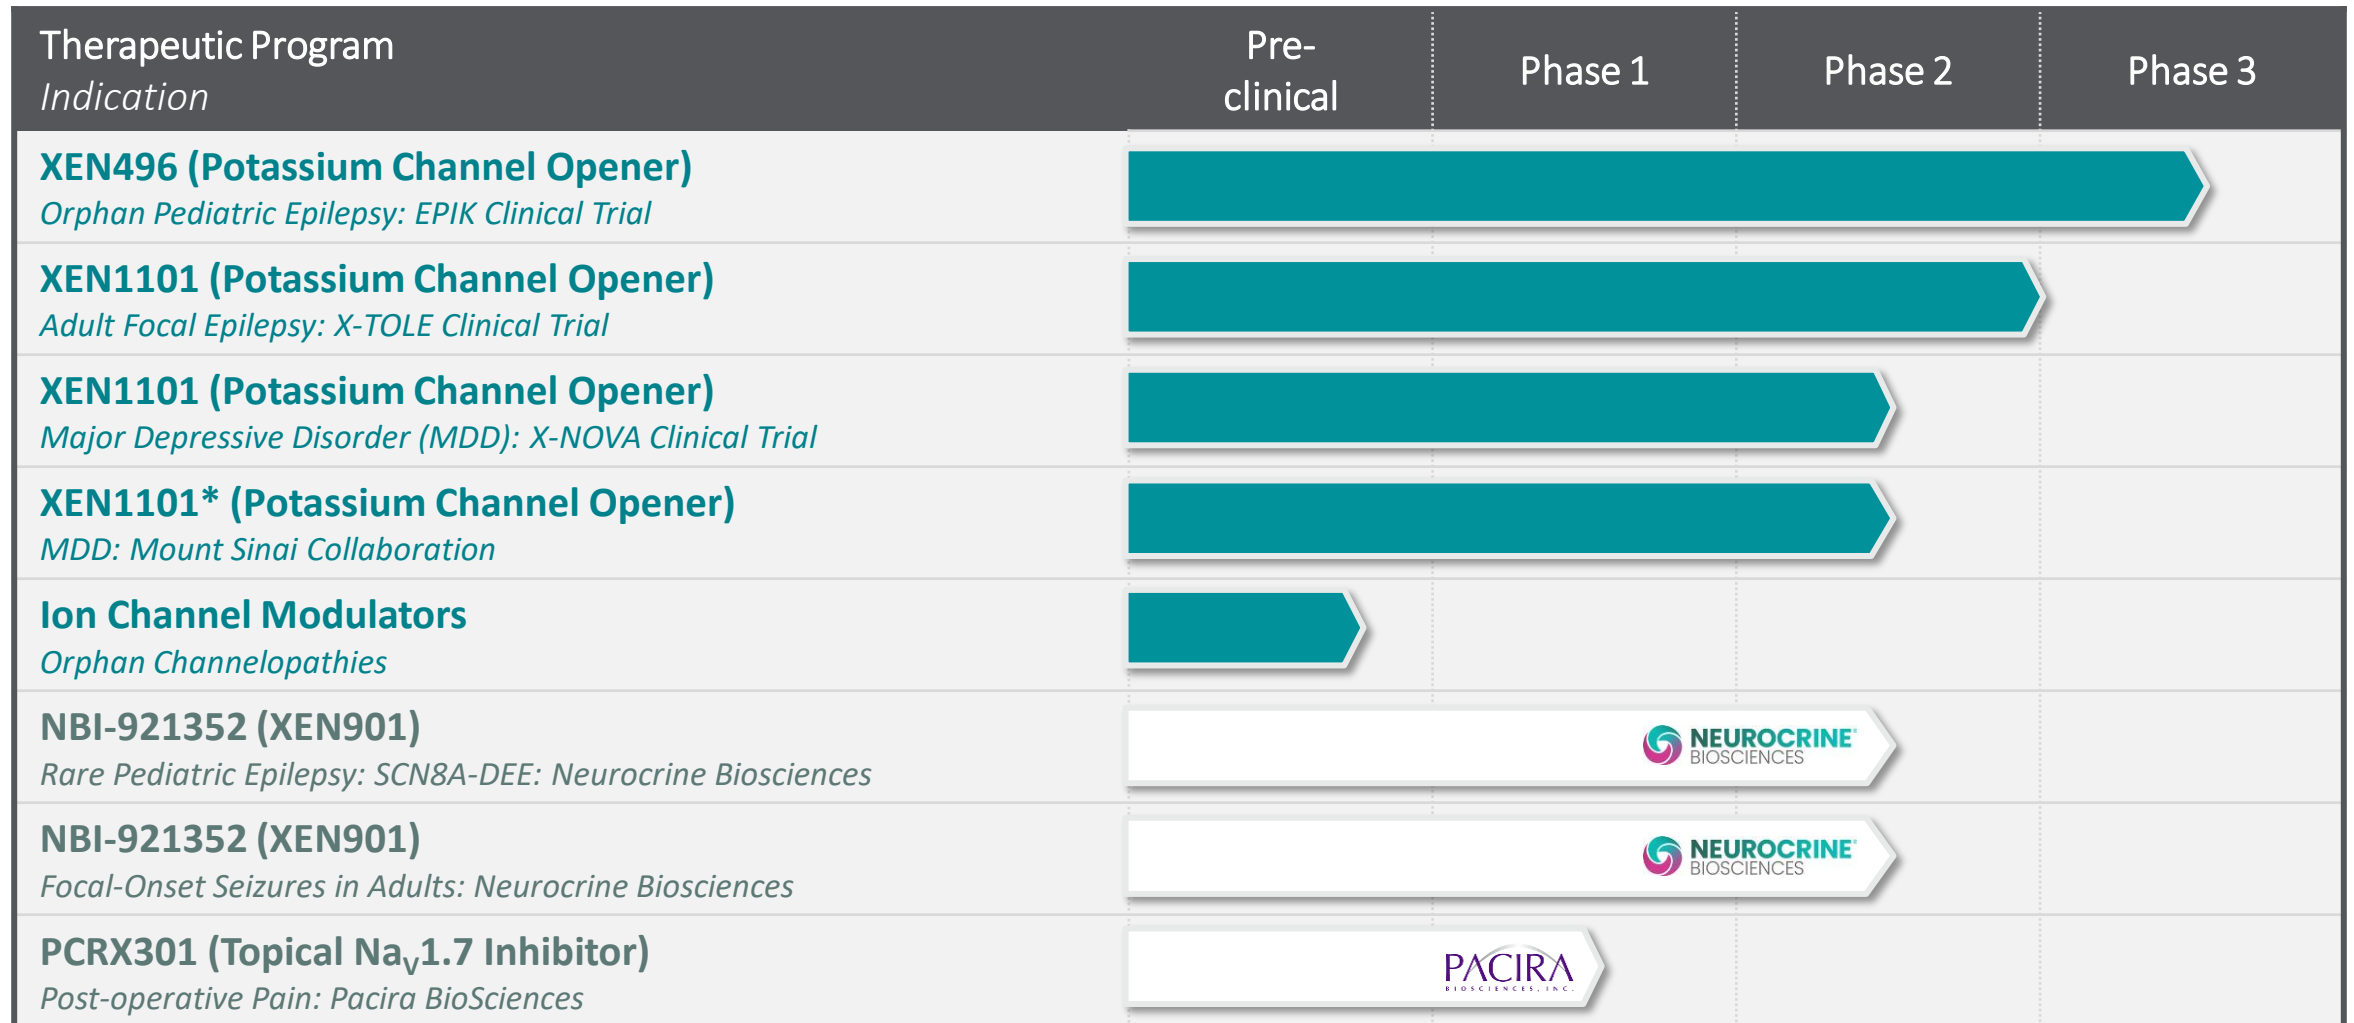 Therapeutic Program
Indication
Pre-
clinical
Phase 1
Phase 2
Phase 3
XEN496 (Potassium Channel Opener)
Orphan Pediatric Epilepsy: EPIK Clinical Trial
XEN1101 (Potassium Channel Opener)
Adult Focal Epilepsy: X-TOLE Clinical Trial
XEN1101 (Potassium Channel Opener)
Major Depressive Disorder (MDD): X-NOVA Clinical Trial
XEN1101* (Potassium Channel Opener)
MDD: Mount Sinai Collaboration
Ion Channel Modulators
Orphan Channelopathies
NBI-921352 (XEN901)
Rare Pediatric Epilepsy: SCN8A-DEE: Neurocrine Biosciences
NEUROCRINE®
BIOSCIENCES
NBI-921352 (XEN901)
Focal-Onset Seizures in Adults: Neurocrine Biosciences
NEUROCRINE®
BIOSCIENCES
PCRX301 (Topical NaV1.7 Inhibitor)
Post-operative Pain: Pacira BioSciences
PACIRA
BIOSCIENCES, INC.